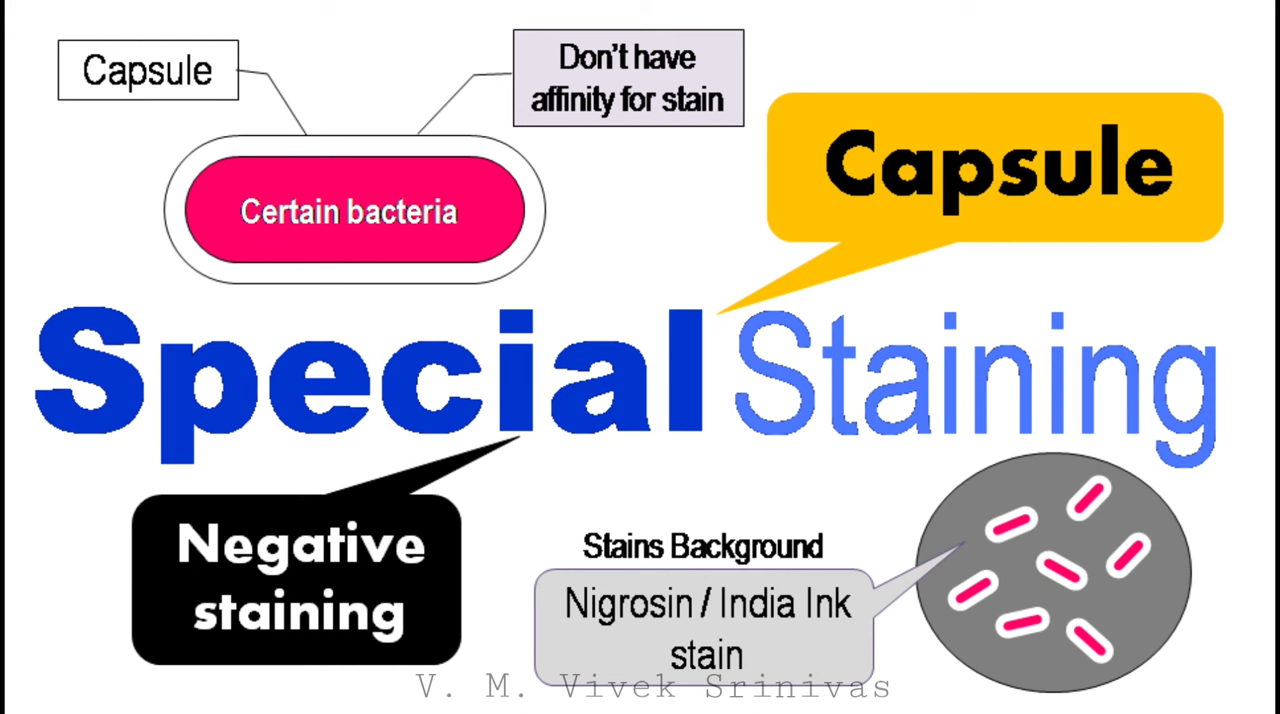 Capsule
Don't have
affinity for stain
Capsule
Certain bacteria
Special Staining
Negative
staining
Stains Background
Nigrosin / India Ink
stain
V. M. Vivek Srinivas